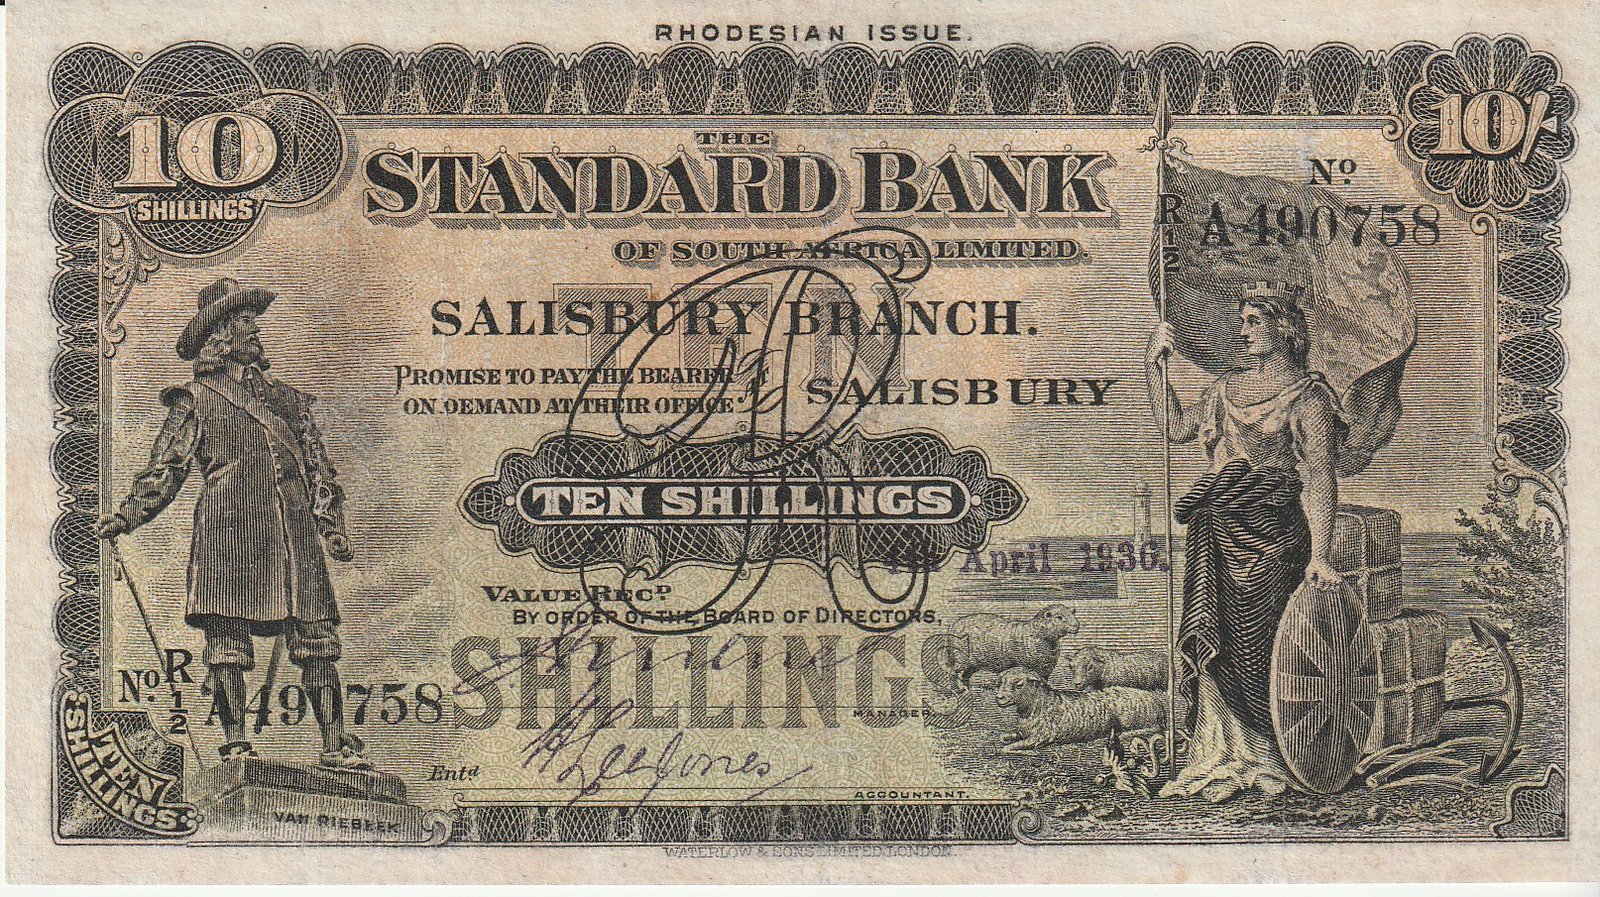 RHODESIAN ISSUE.
10
SHILLINGS
10/-
THE
STANDARD BANK
OF SOUTH AFRICA LIMITED.
Nº
R 1/2 A 490758
TEN
SALISBURY BRANCH.
PROMISE TO PAY THE BEARER
ON DEMAND AT THEIR OFFICE
SALISBURY
TEN SHILLINGS
4th April 1936.
VALUE RECD
BY ORDER OF THE BOARD OF DIRECTORS,
SHILLINGS
Nº R 1/2 A 490758
MANAGER.
Entd
ACCOUNTANT.
TEN
SHILLINGS
VAN RIEBEEK
WATERLOW & SONS LIMITED, LONDON.